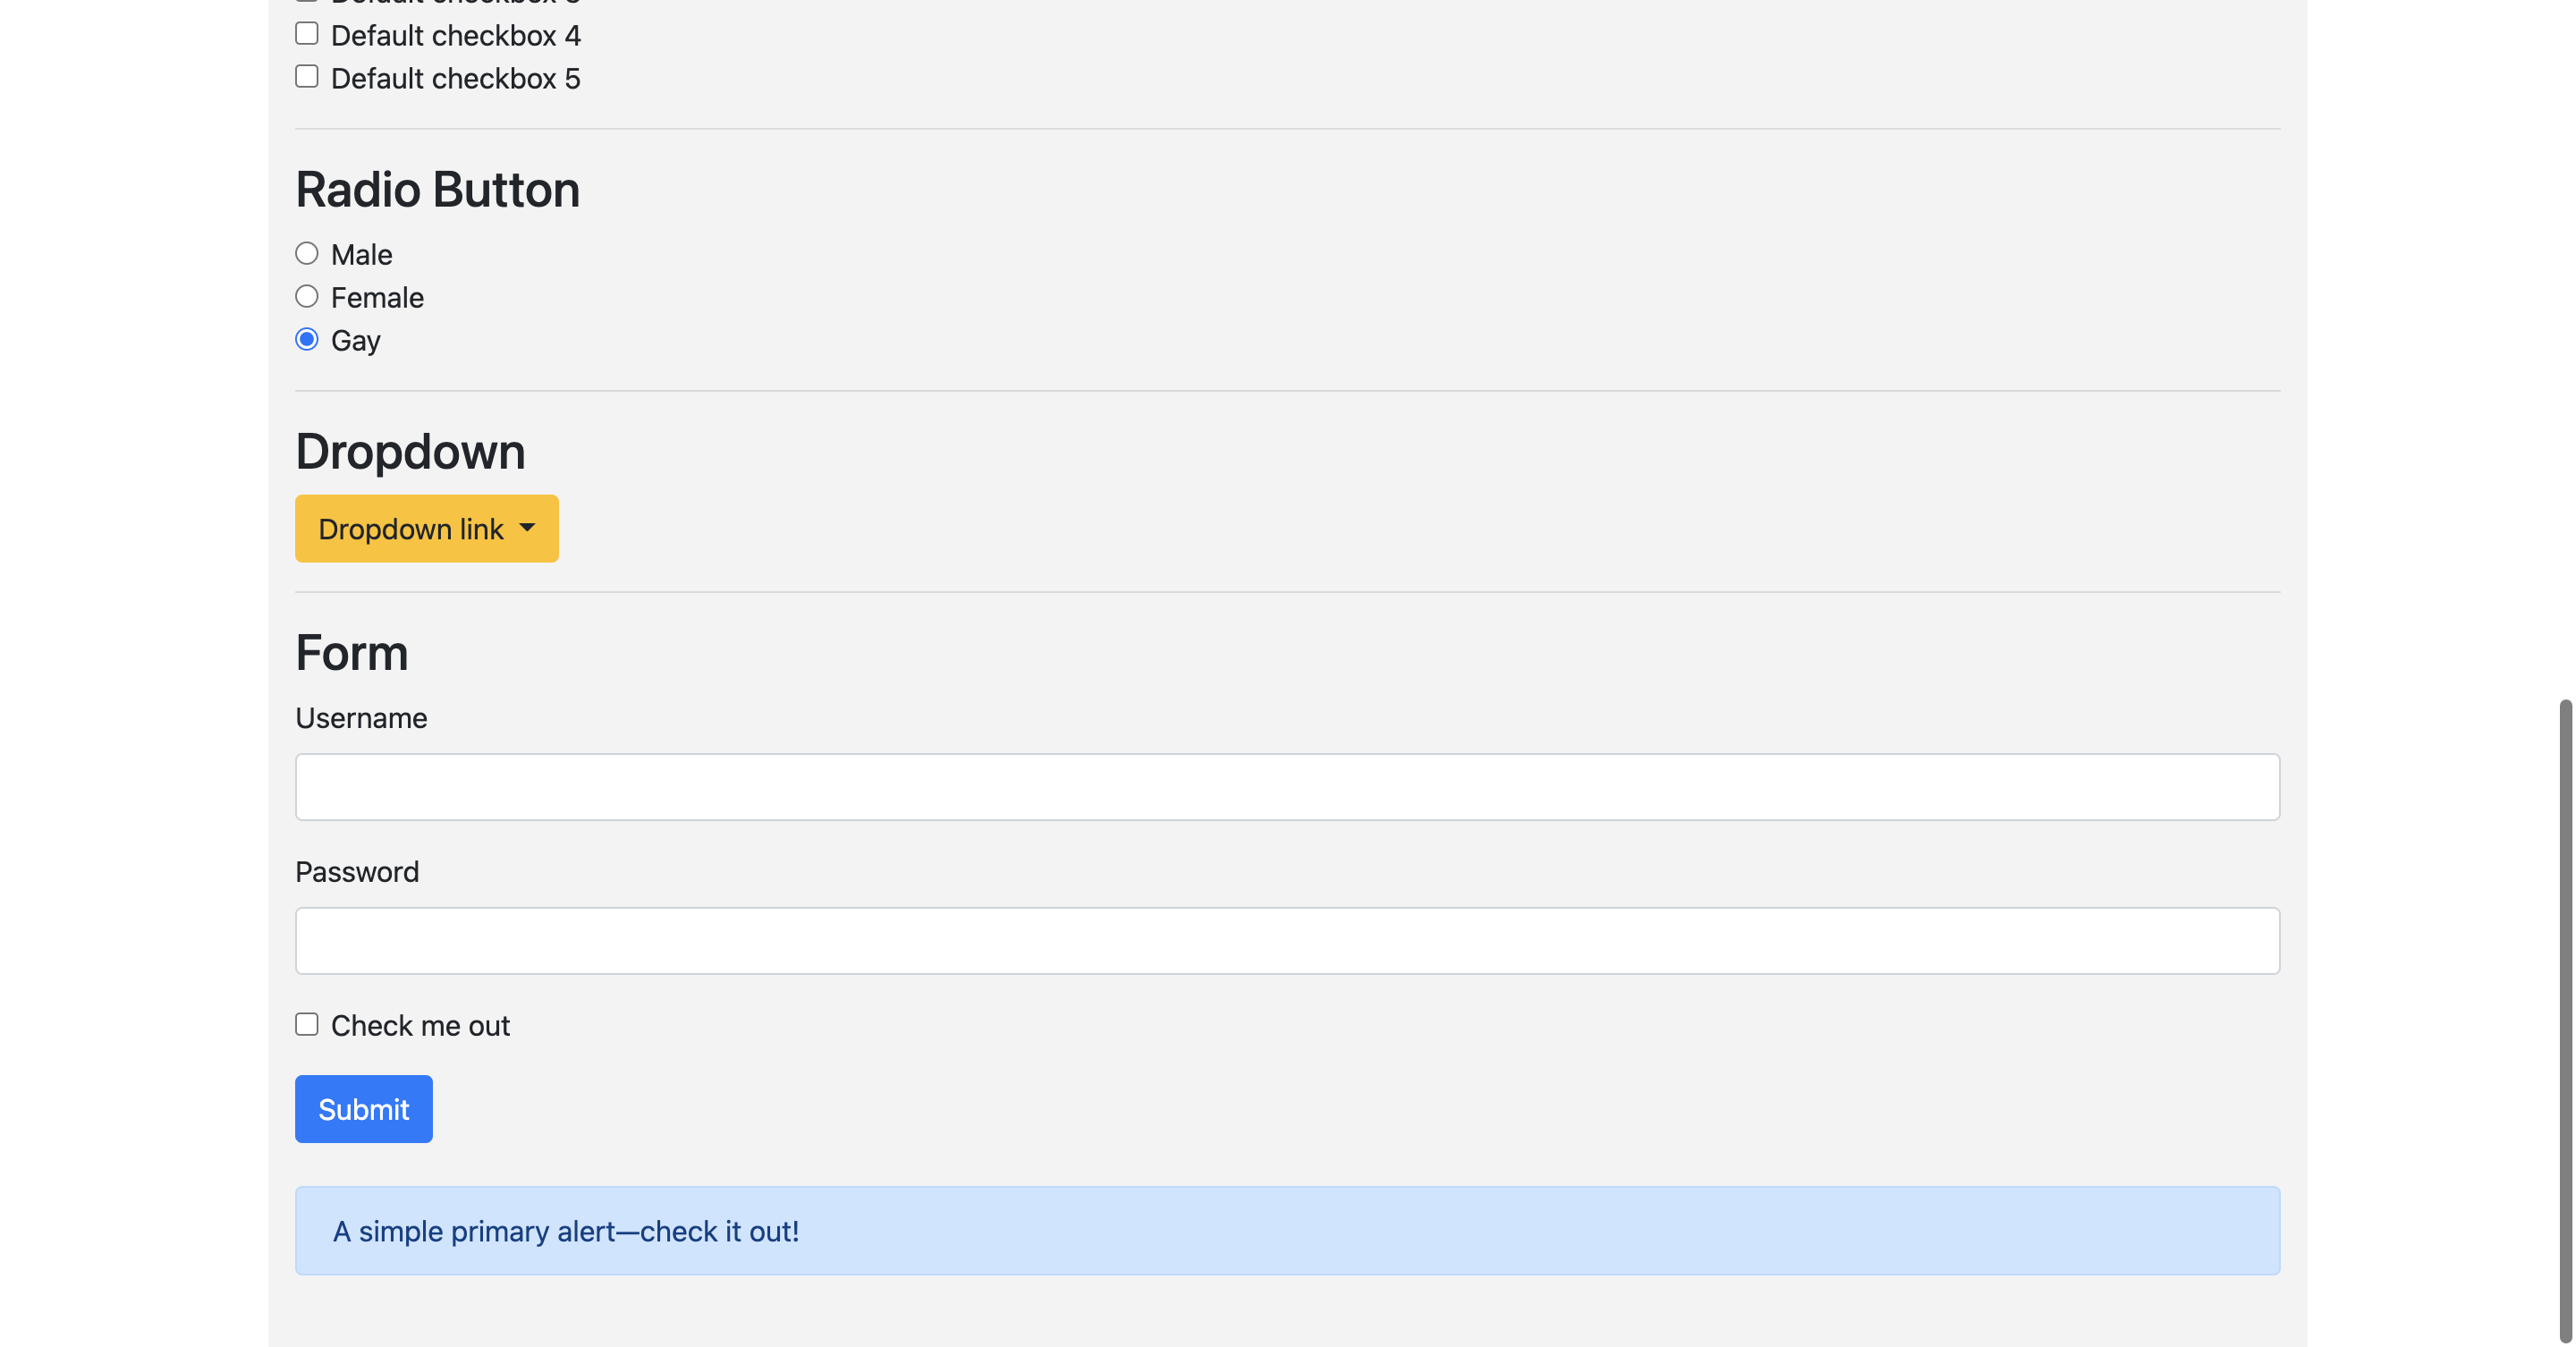 Default checkbox 4
Default checkbox 5
Radio Button
Male
Female
Gay
Dropdown
Dropdown link
Form
Username
Password
Check me out
Submit
A simple primary alert—check it out!